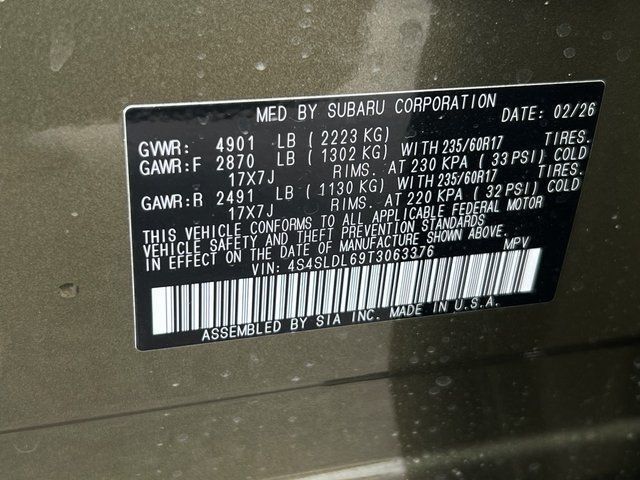 MFD BY SUBARU CORPORATION DATE: 02/26
GVWR: 4901 LB (2223 KG)
GAWR:F 2870 LB (1302 KG) WITH 235/60R17 TIRES.
17X7J RIMS. AT 230 KPA (33 PSI) COLD
GAWR:R 2491 LB (1130 KG) WITH 235/60R17 TIRES.
17X7J RIMS. AT 220 KPA (32 PSI) COLD
THIS VEHICLE CONFORMS TO ALL APPLICABLE FEDERAL MOTOR
VEHICLE SAFETY AND THEFT PREVENTION STANDARDS
IN EFFECT ON THE DATE OF MANUFACTURE SHOWN ABOVE.
VIN: 4S4SLDL69T3063376 MPV
ASSEMBLED BY SIA INC. MADE IN U.S.A.